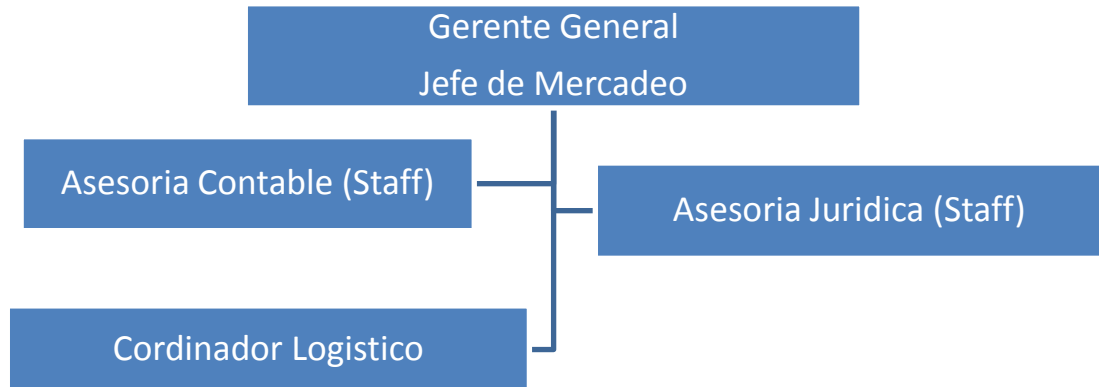 Gerente General
Jefe de Mercadeo
Asesoria Contable (Staff)
Asesoria Juridica (Staff)
Cordinador Logistico